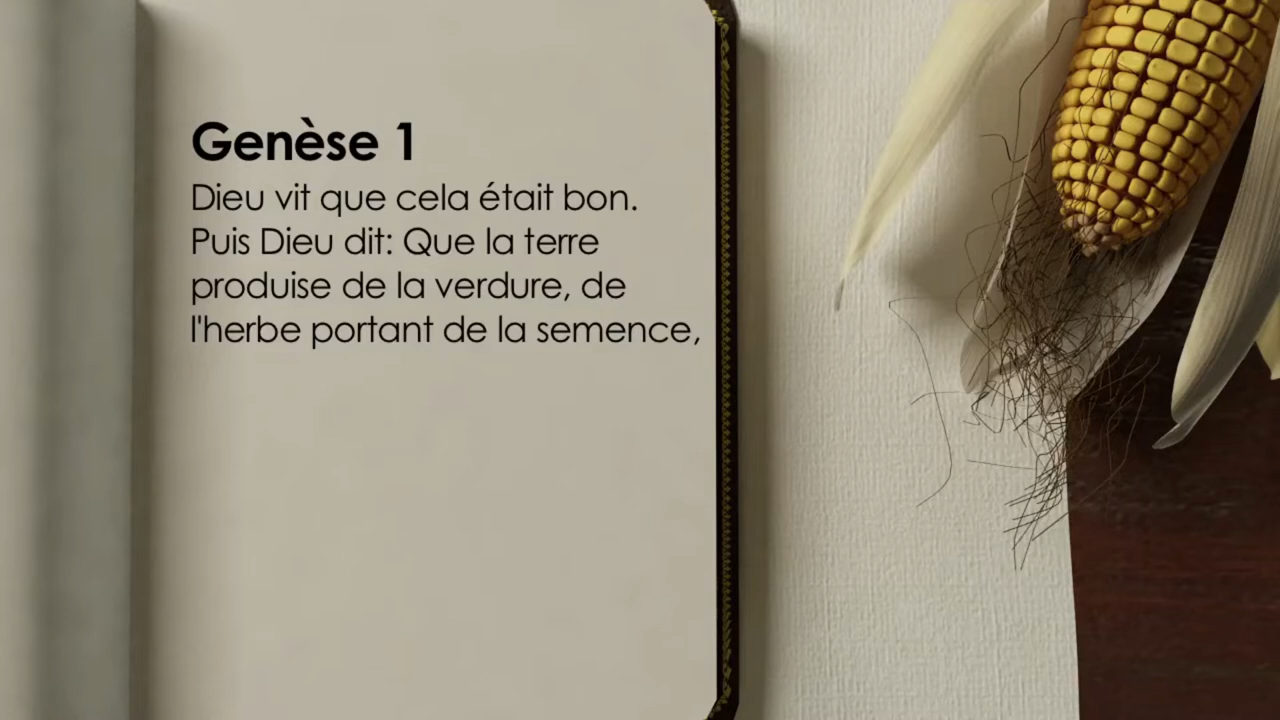 Genèse 1
Dieu vit que cela était bon.
Puis Dieu dit: Que la terre
produise de la verdure, de
l'herbe portant de la semence,